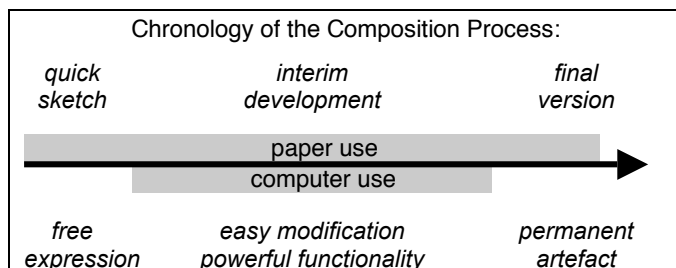 Chronology of the Composition Process:
quick interim final
sketch development version
paper use
computer use
free easy modification permanent
expression powerful functionality artefact